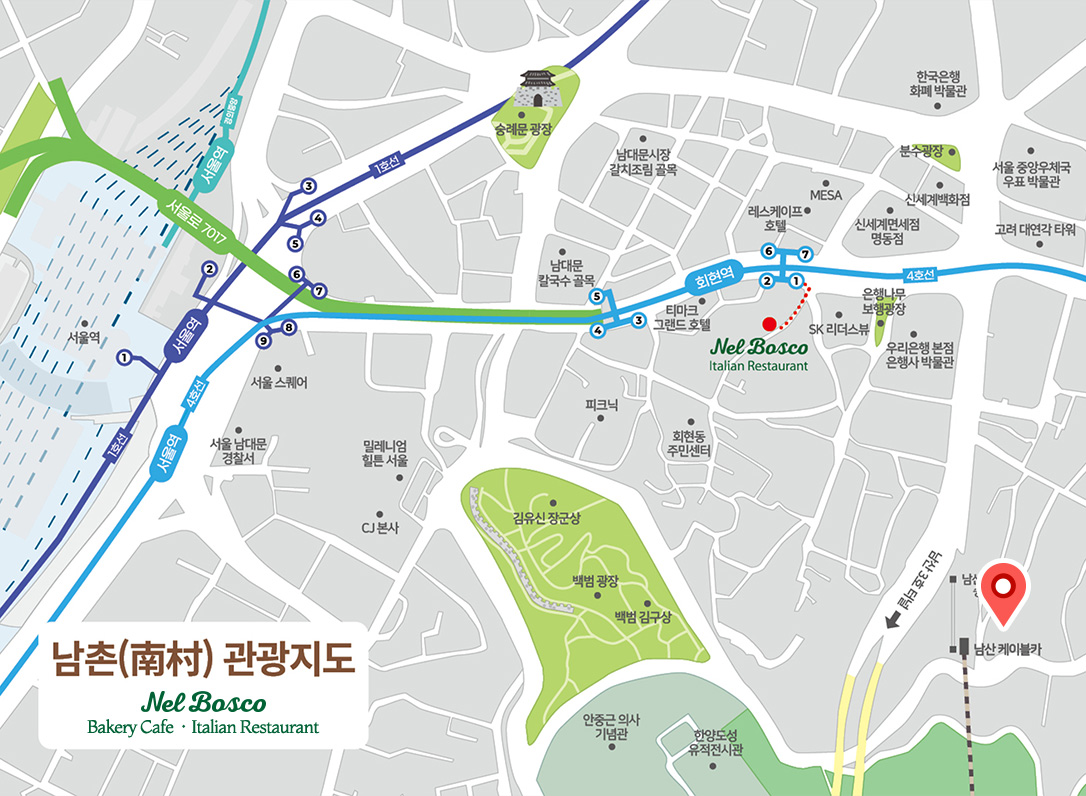 한국은행
화폐 박물관
숭례문 광장
남대문시장
갈치조림 골목
분수광장
서울 중앙우체국
우표 박물관
MESA
신세계백화점
레스케이프
호텔
신세계면세점
명동점
고려 대연각 타워
경의중앙
서울역
1호선
서울로 7017
3
4
5
2
6
7
8
9
1
서울역
서울역
남대문
칼국수 골목
5
4
3
회현역
6
7
2
1
4호선
티마크
그랜드 호텔
은행나무
보행광장
SK 리더스뷰
Nel Bosco
Italian Restaurant
우리은행 본점
은행사 박물관
서울 스퀘어
4호선
서울역
1호선
서울 남대문
경찰서
밀레니엄
힐튼 서울
CJ 본사
피크닉
회현동
주민센터
김유신 장군상
백범 광장
백범 김구상
남산 3호 터널
남산
남산 케이블카
안중근 의사
기념관
한양도성
유적전시관
남촌(南村) 관광지도
Nel Bosco
Bakery Cafe · Italian Restaurant